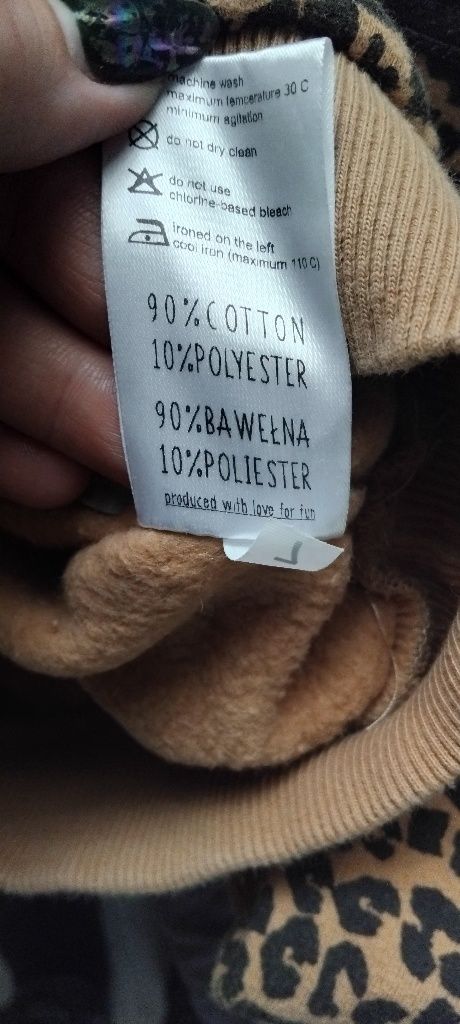 machine wash
maximum temperature 30 C
minimum agitation
do not dry clean
do not use
chlorine-based bleach
ironed on the left
cool iron (maximum 110 C)
90%COTTON
10%POLYESTER
90%BAWEŁNA
10%POLIESTER
produced with love for fun
L